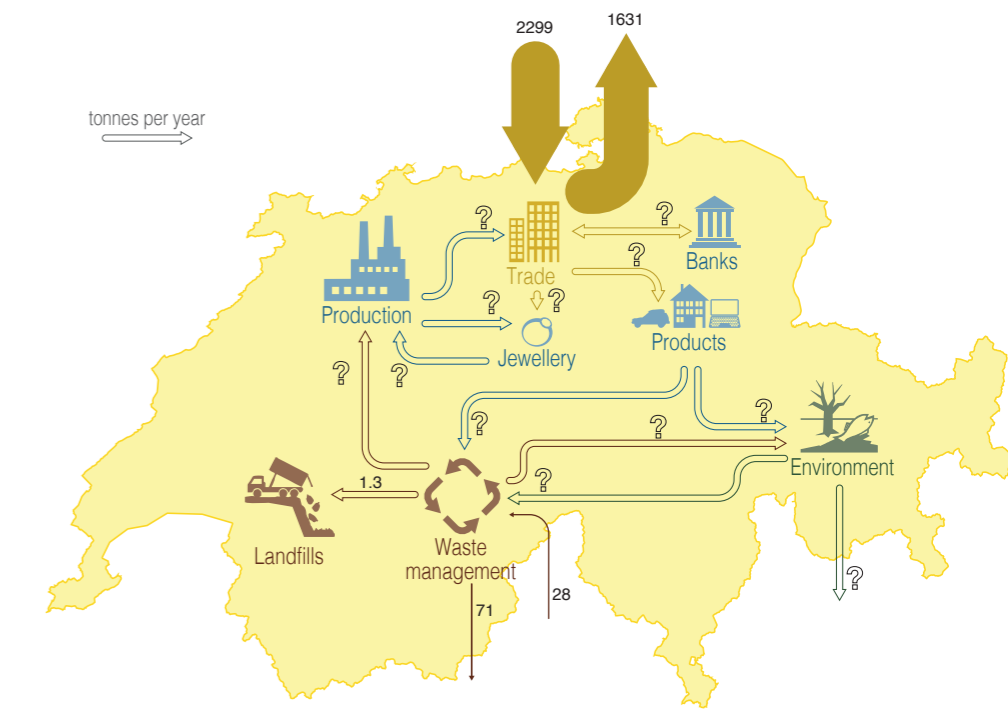 2299
1631
tonnes per year
?
?
Banks
?
Trade
?
?
Production
Products
Jewellery
?
?
?
?
?
Environment
?
1.3
Landfills
Waste
management
?
28
71